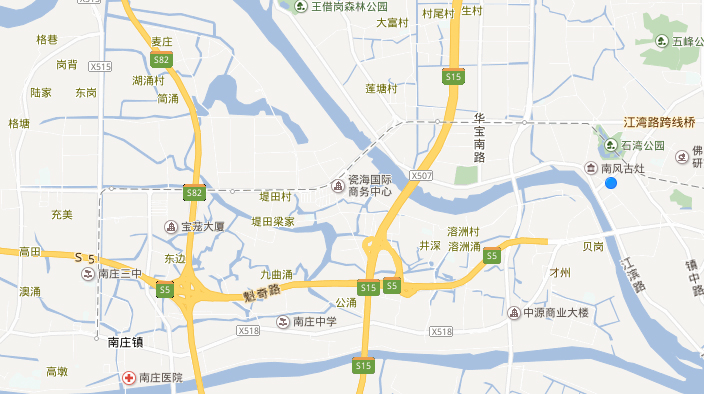 S15
王借岗森林公园
大富村
村尾村
生村
格巷
麦庄
五峰公
S82
岗背
X515
湖涌村
S15
陆家
东岗
简涌
莲塘村
格塘
华宝南路
江湾路跨线桥
石湾公园
佛
研
南风古灶
X507
瓷海国际
商务中心
S82
堤田村
充美
堤田梁家
宝茏大厦
溶洲村
井深
溶洲涌
贝岗
高田
S5
东边
S5
江滨路
镇中路
南庄三中
九曲涌
才州
澳涌
S5
魁奇路
S15
S5
公涌
中源商业大楼
南庄中学
X518
X518
南庄镇
S15
高墩
南庄医院